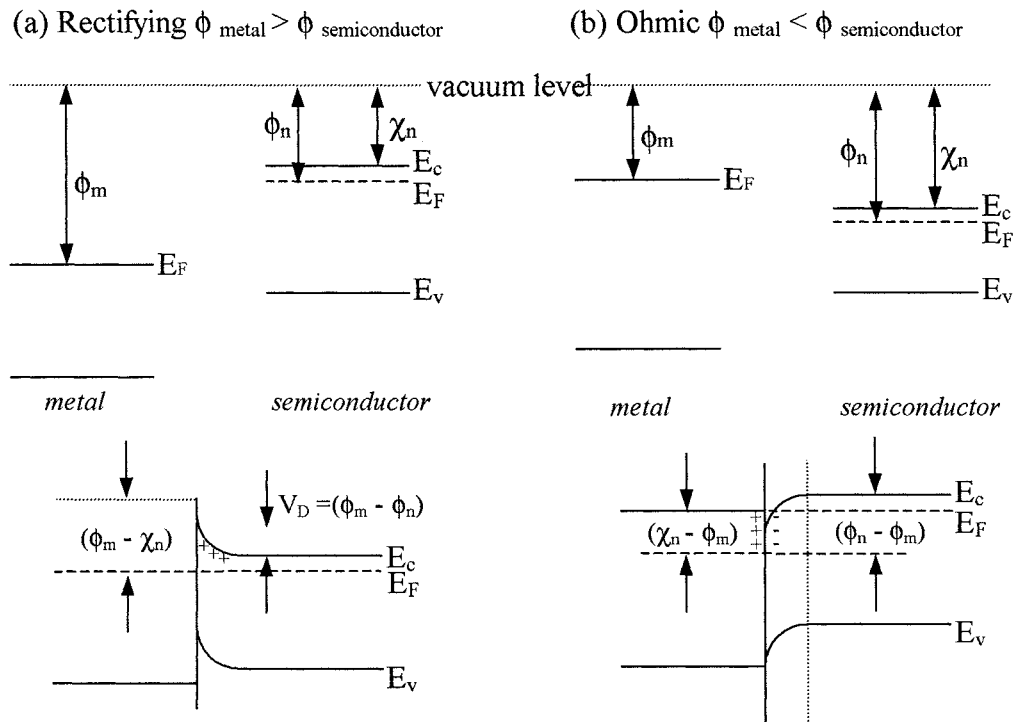 (a) Rectifying ϕ metal > ϕ semiconductor
(b) Ohmic ϕ metal < ϕ semiconductor
vacuum level
ϕm
ϕn
χn
Ec
EF
EF
Ev
ϕm
ϕn
χn
EF
Ec
EF
Ev
metal
semiconductor
metal
semiconductor
(ϕm - χn)
VD =(ϕm - ϕn)
+++
Ec
EF
Ev
(χn - ϕm)
(ϕn - ϕm)
Ec
EF
Ev